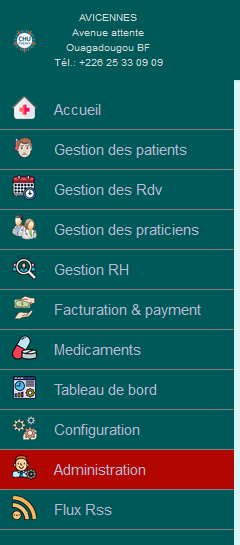 AVICENNES
Avenue attente
Ouagadougou BF
Tél.: +226 25 33 09 09
CHU
Accueil
Gestion des patients
Gestion des Rdv
Gestion des praticiens
Gestion RH
Facturation & payment
Medicaments
Tableau de bord
Configuration
Administration
Flux Rss